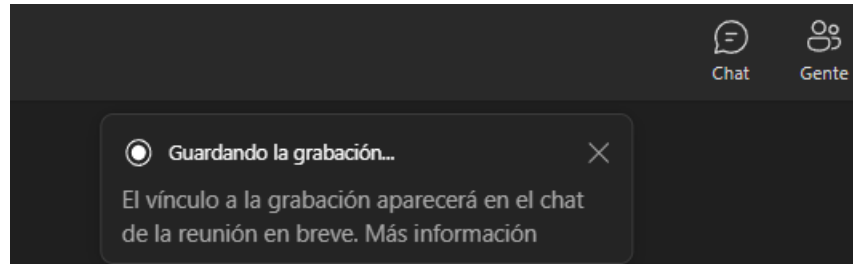 Chat
Gente
Guardando la grabación...
El vínculo a la grabación aparecerá en el chat
de la reunión en breve. Más información